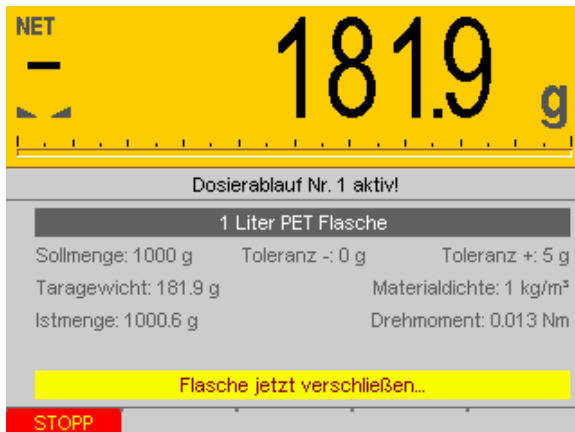 NET
– 181.9 g
Dosierablauf Nr. 1 aktiv!
1 Liter PET Flasche
Sollmenge: 1000 g Toleranz -: 0 g Toleranz +: 5 g
Taragewicht: 181.9 g Materialdichte: 1 kg/m³
Istmenge: 1000.6 g Drehmoment: 0.013 Nm
Flasche jetzt verschließen...
STOPP